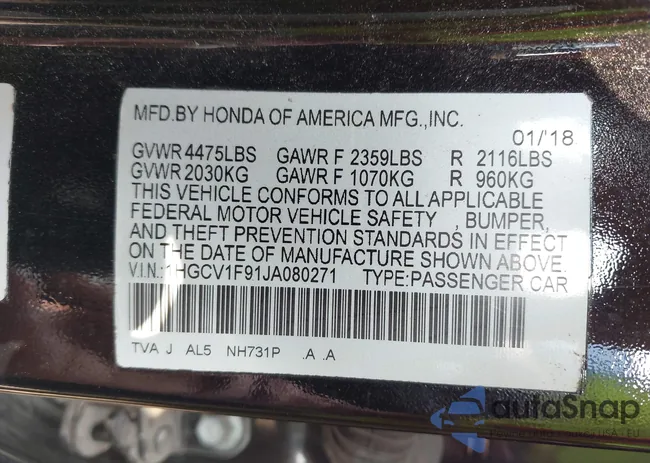 MFD.BY HONDA OF AMERICA MFG.,INC.
01/'18
GVWR 4475LBS GAWR F 2359LBS R 2116LBS
GVWR 2030KG GAWR F 1070KG R 960KG
THIS VEHICLE CONFORMS TO ALL APPLICABLE
FEDERAL MOTOR VEHICLE SAFETY , BUMPER,
AND THEFT PREVENTION STANDARDS IN EFFECT
ON THE DATE OF MANUFACTURE SHOWN ABOVE.
V.I.N.:1HGCV1F91JA080271 TYPE:PASSENGER CAR
TVA J AL5 NH731P .A .A
autoSnap